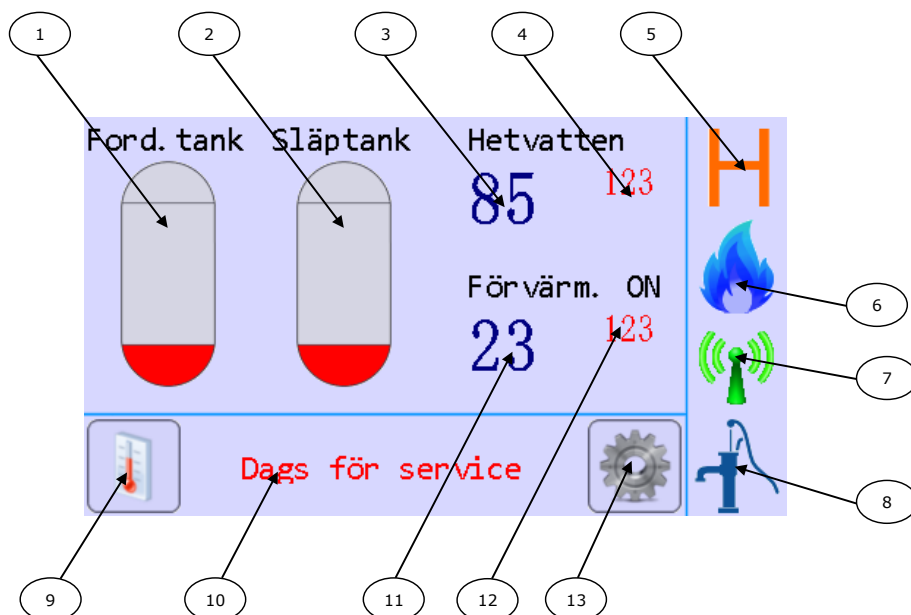 1 2 3 4 5
Ford. tank Släptank Hetvatten
85 123
H
6
Förvärm. ON
23 123
7
Dags för service
8
9 10 11 12 13